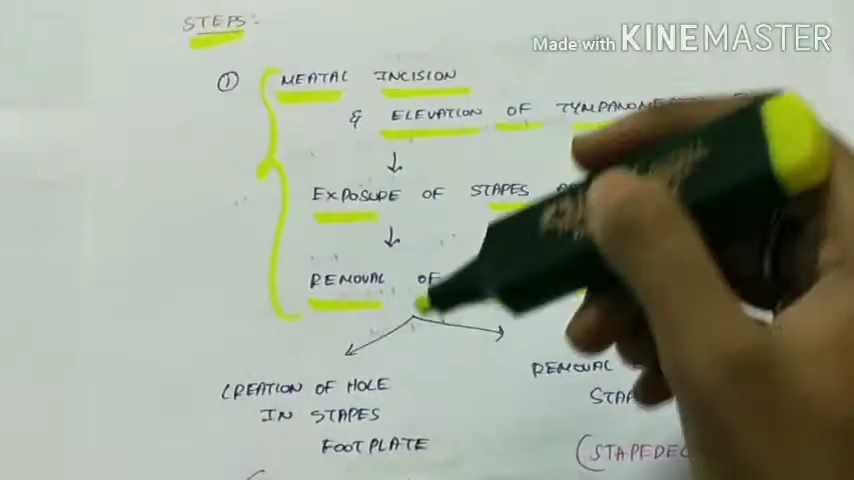 Made with KINEMASTER
STEPS:
① MEATAL INCISION
& ELEVATION OF
↓
EXPOSURE OF STAPES
↓
REMOVAL OF
CREATION OF HOLE
IN STAPES
FOOTPLATE
REMOVAL